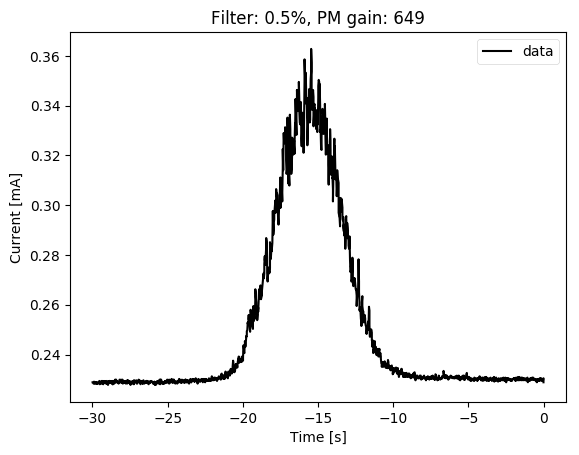 Filter: 0.5%, PM gain: 649
data
Current [mA]
0.36
0.34
0.32
0.30
0.28
0.26
0.24
−30 −25 −20 −15 −10 −5 0
Time [s]